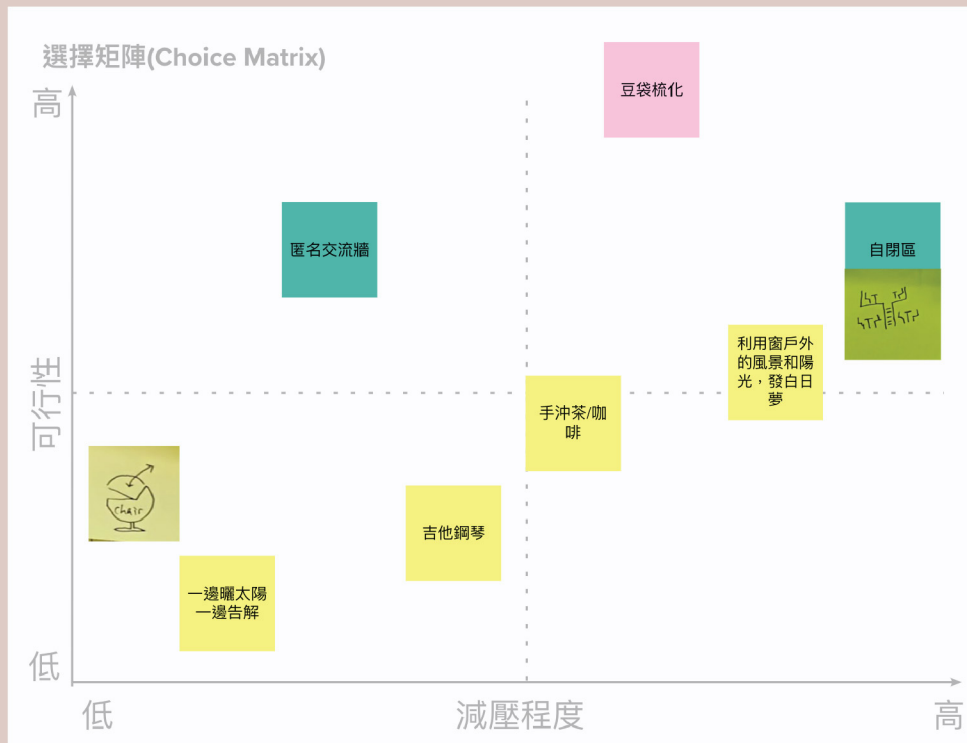 選擇矩陣(Choice Matrix)
高
豆袋梳化
匿名交流牆
自閉區
利用窗戶外
的風景和陽
光，發白日
夢
可行性
手沖茶/咖
啡
chair
吉他鋼琴
一邊曬太陽
一邊告解
低
低
減壓程度
高